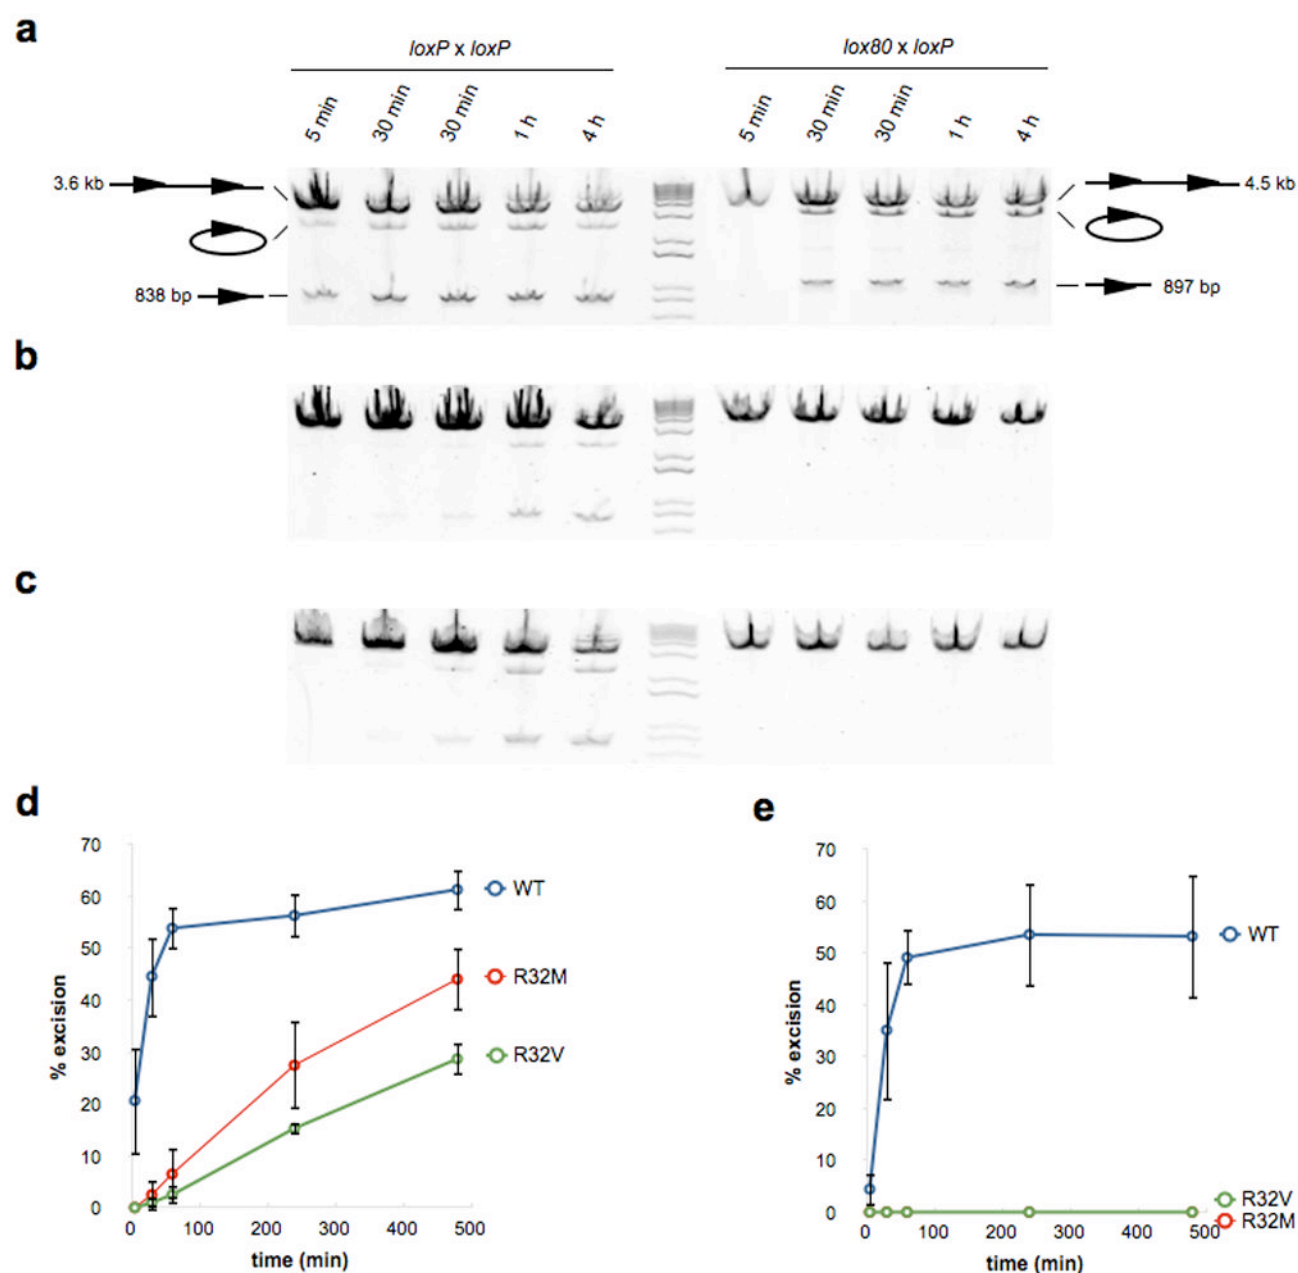 a
loxP x loxP
lox80 x loxP
5 min
30 min
30 min
1 h
4 h
5 min
30 min
30 min
1 h
4 h
3.6 kb
4.5 kb
838 bp
897 bp
b
c
d
% excision
70
60
50
40
30
20
10
0
0 100 200 300 400 500
time (min)
WT
R32M
R32V
e
% excision
70
60
50
40
30
20
10
0
0 100 200 300 400 500
time (min)
WT
R32V
R32M